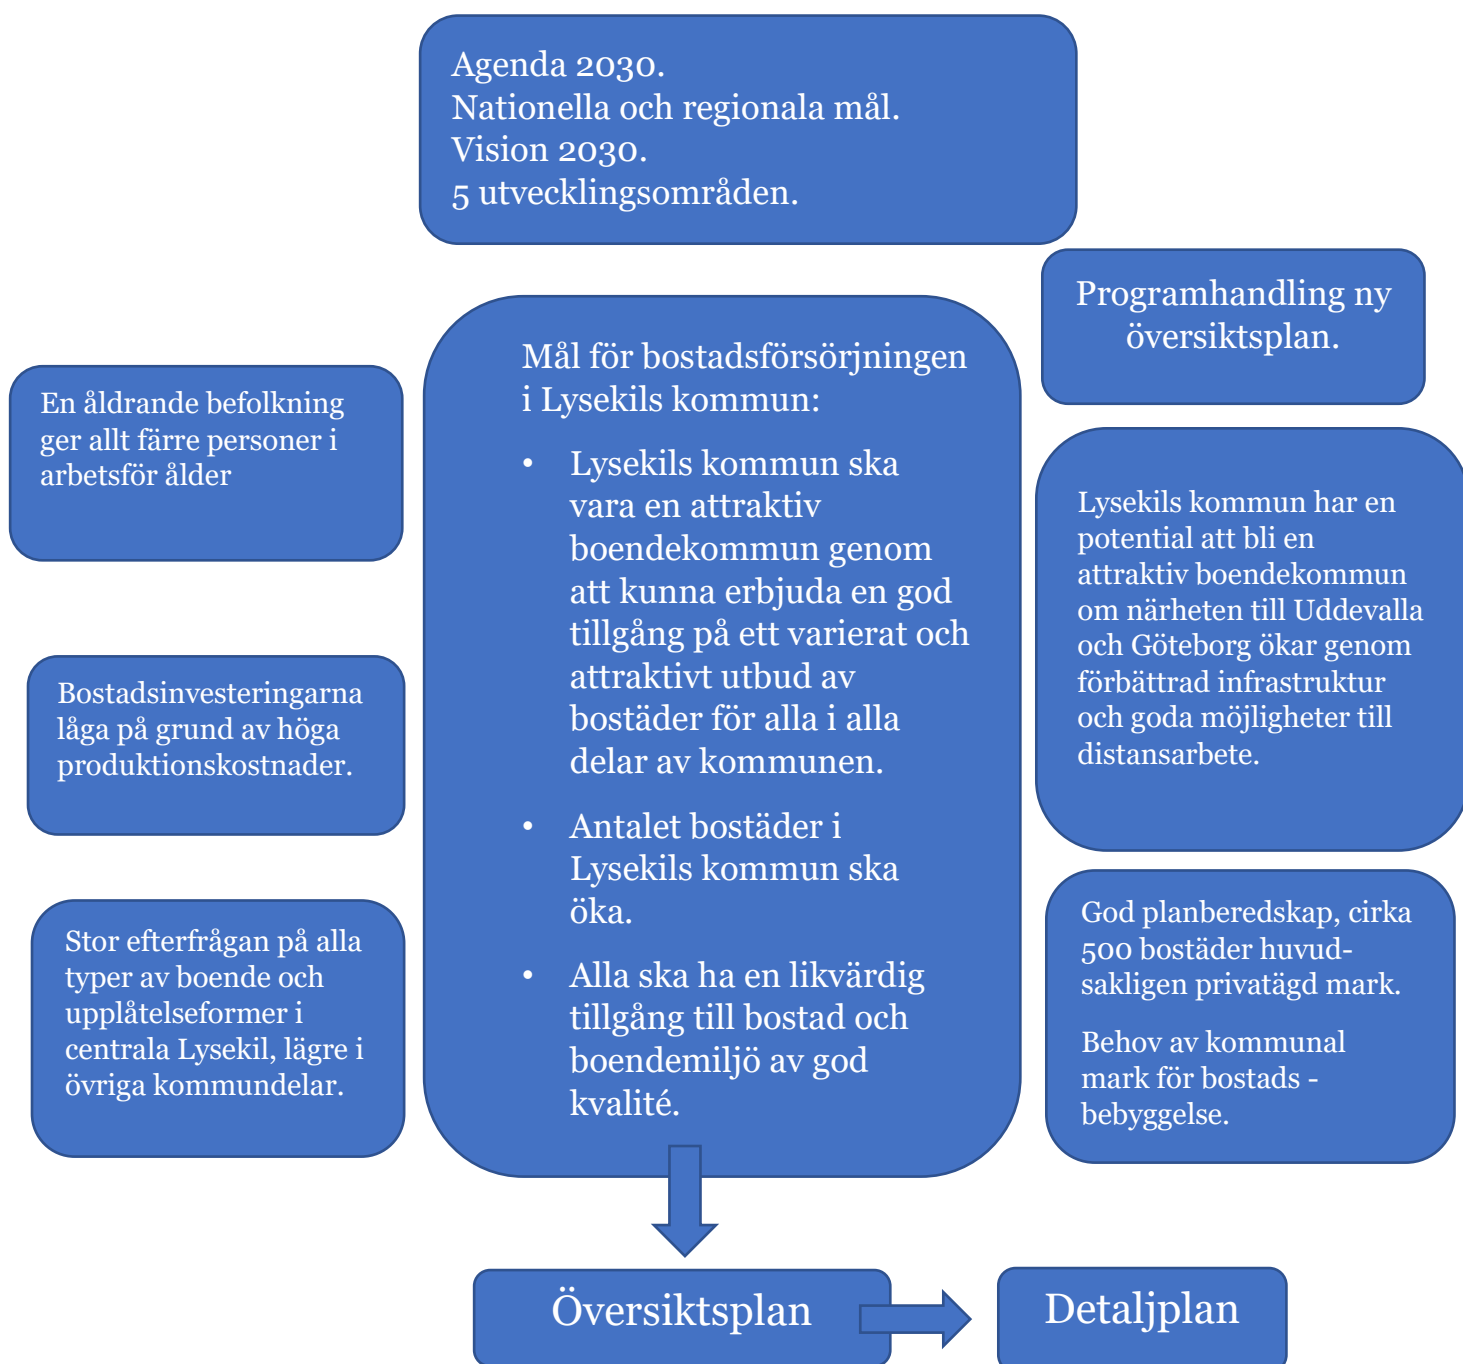 Agenda 2030.
Nationella och regionala mål.
Vision 2030.
5 utvecklingsområden.
Programhandling ny
översiktsplan.
En åldrande befolkning
ger allt färre personer i
arbetsför ålder
Bostadsinvesteringarna
låga på grund av höga
produktionskostnader.
Stor efterfrågan på alla
typer av boende och
upplåtelseformer i
centrala Lysekil, lägre i
övriga kommundelar.
Mål för bostadsförsörjningen
i Lysekils kommun:
• Lysekils kommun ska
vara en attraktiv
boendekommun genom
att kunna erbjuda en god
tillgång på ett varierat och
attraktivt utbud av
bostäder för alla i alla
delar av kommunen.
• Antalet bostäder i
Lysekils kommun ska
öka.
• Alla ska ha en likvärdig
tillgång till bostad och
boendemiljö av god
kvalité.
Lysekils kommun har en
potential att bli en
attraktiv boendekommun
om närheten till Uddevalla
och Göteborg ökar genom
förbättrad infrastruktur
och goda möjligheter till
distansarbete.
God planberedskap, cirka
500 bostäder huvud-
sakligen privatägd mark.
Behov av kommunal
mark för bostads -
bebyggelse.
Översiktsplan
Detaljplan